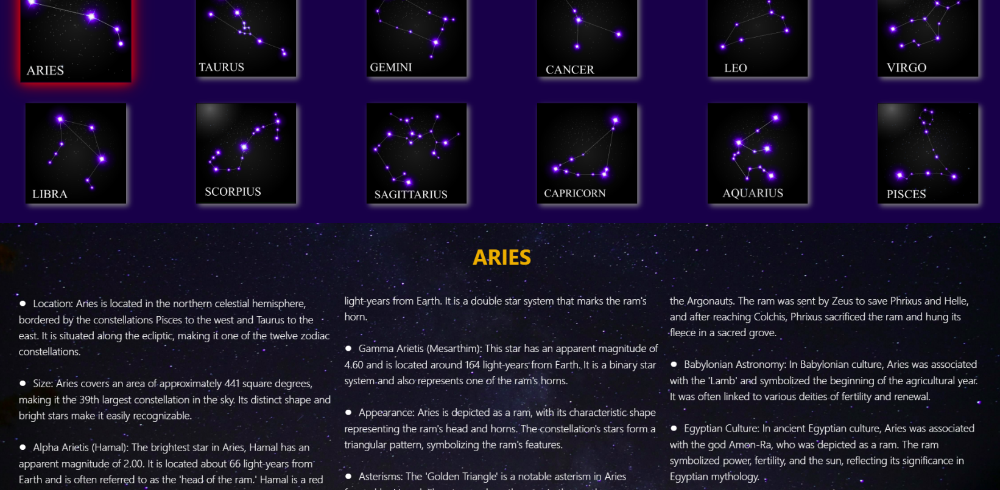 ARIES
TAURUS
GEMINI
CANCER
LEO
VIRGO
LIBRA
SCORPIUS
SAGITTARIUS
CAPRICORN
AQUARIUS
PISCES
ARIES
● Location: Aries is located in the northern celestial hemisphere,
bordered by the constellations Pisces to the west and Taurus to the
east. It is situated along the ecliptic, making it one of the twelve zodiac
constellations.
● Size: Aries covers an area of approximately 441 square degrees,
making it the 39th largest constellation in the sky. Its distinct shape and
bright stars make it easily recognizable.
● Alpha Arietis (Hamal): The brightest star in Aries, Hamal has an
apparent magnitude of 2.00. It is located about 66 light-years from
Earth and is often referred to as the 'head of the ram.' Hamal is a red
light-years from Earth. It is a double star system that marks the ram's
horn.
● Gamma Arietis (Mesarthim): This star has an apparent magnitude of
4.60 and is located around 164 light-years from Earth. It is a binary star
system and also represents one of the ram's horns.
● Appearance: Aries is depicted as a ram, with its characteristic shape
representing the ram's head and horns. The constellation's stars form a
triangular pattern, symbolizing the ram's features.
● Asterisms: The 'Golden Triangle' is a notable asterism in Aries
the Argonauts. The ram was sent by Zeus to save Phrixus and Helle,
and after reaching Colchis, Phrixus sacrificed the ram and hung its
fleece in a sacred grove.
● Babylonian Astronomy: In Babylonian culture, Aries was associated
with the 'Lamb' and symbolized the beginning of the agricultural year.
It was often linked to various deities of fertility and renewal.
● Egyptian Culture: In ancient Egyptian culture, Aries was associated
with the god Amon-Ra, who was depicted as a ram. The ram
symbolized power, fertility, and the sun, reflecting its significance in
Egyptian mythology.